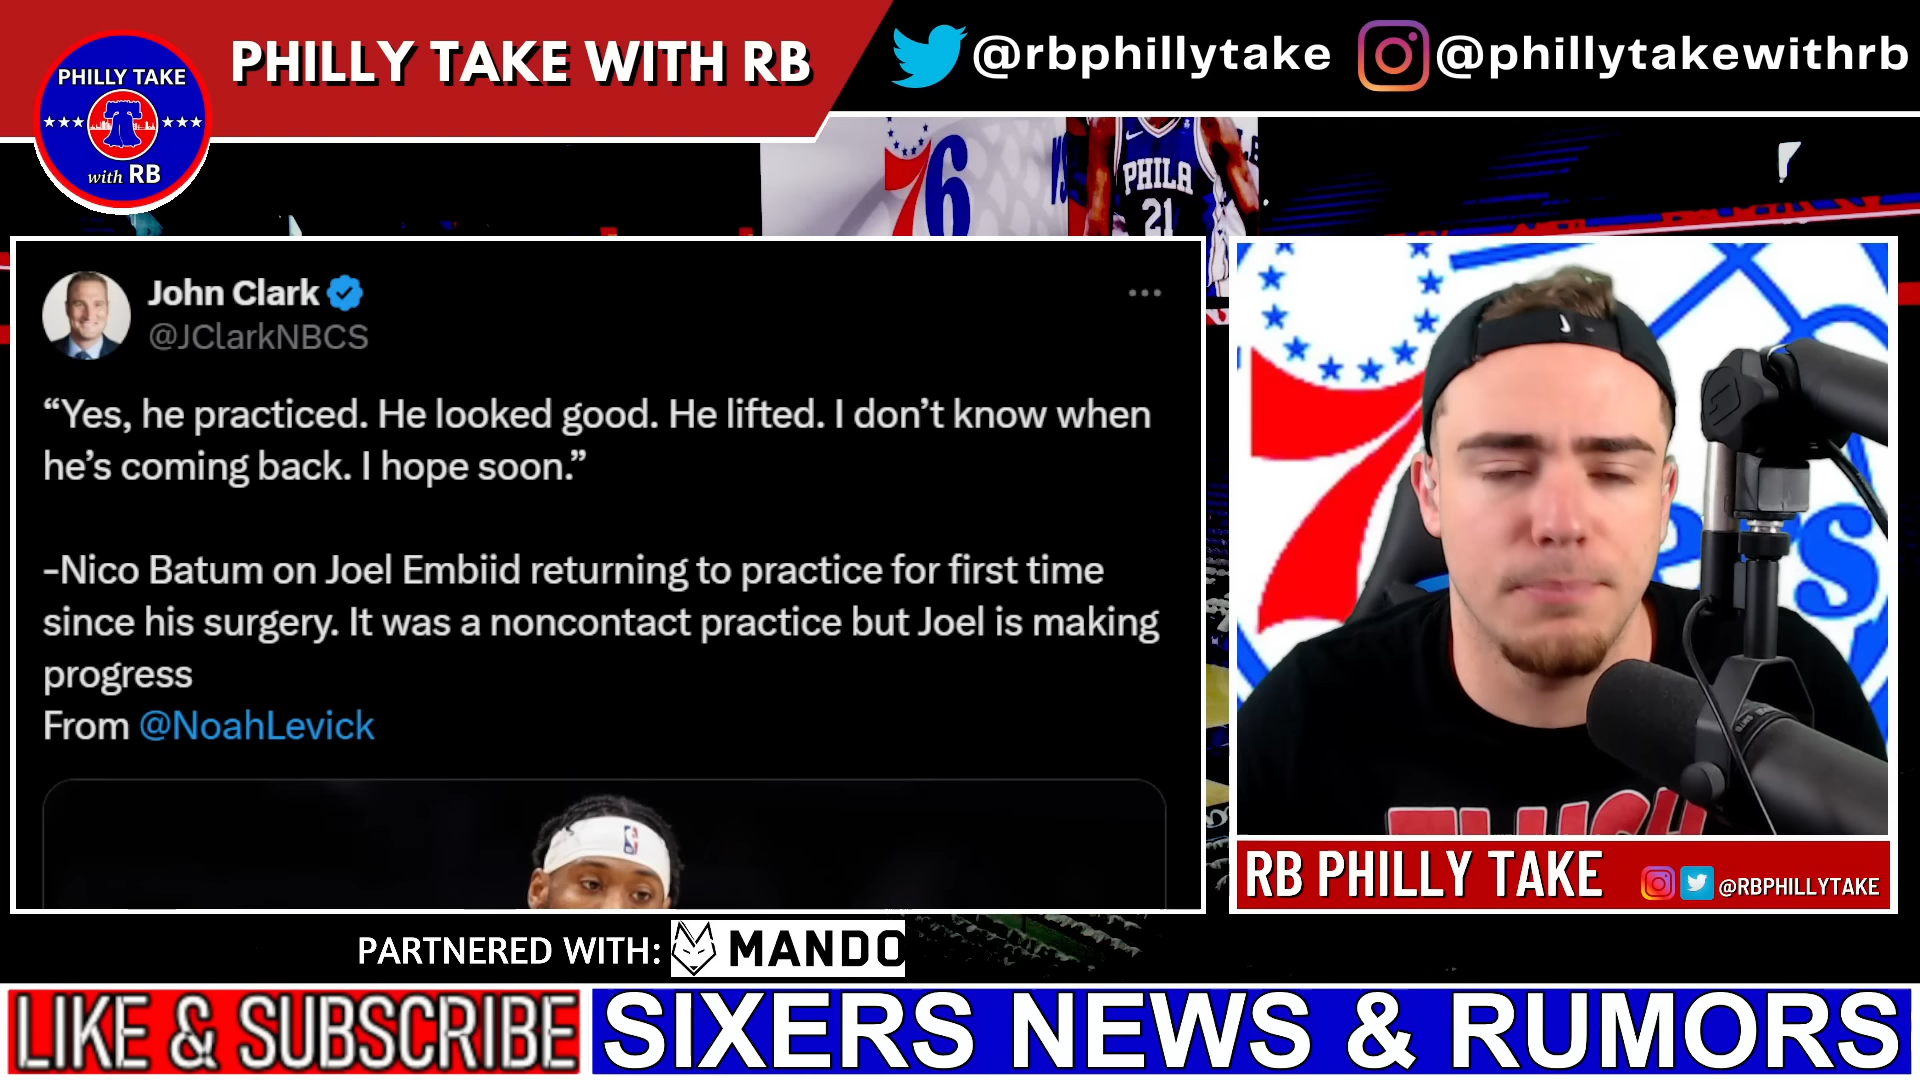 PHILLY TAKE WITH RB
@rbphillytake
@phillytakewithrb
PHILLY TAKE
with RB
76
PHILA
21
John Clark
@JClarkNBCS
“Yes, he practiced. He looked good. He lifted. I don’t know when
he’s coming back. I hope soon.”
-Nico Batum on Joel Embiid returning to practice for first time
since his surgery. It was a noncontact practice but Joel is making
progress
From @NoahLevick
RB PHILLY TAKE
@RBPHILLYTAKE
PARTNERED WITH:
MANDO
LIKE & SUBSCRIBE
SIXERS NEWS & RUMORS